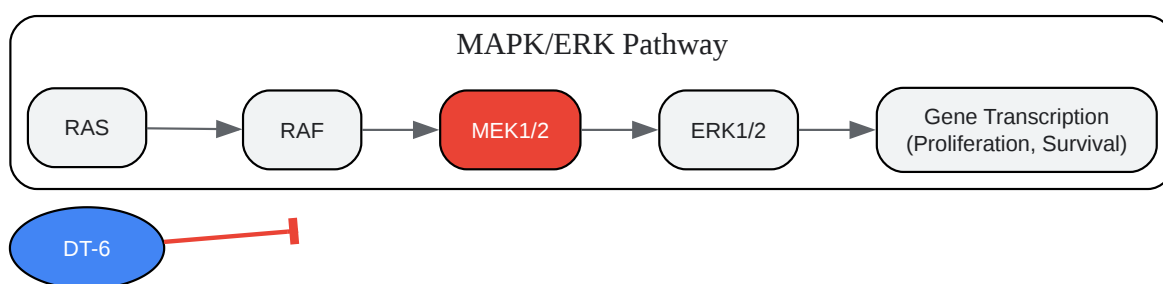 MAPK/ERK Pathway
RAS
RAF
MEK1/2
ERK1/2
Gene Transcription
(Proliferation, Survival)
DT-6